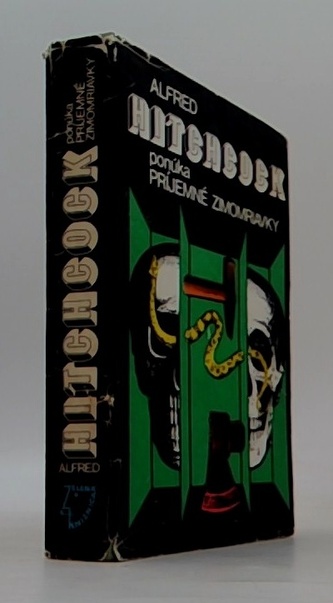 ALFRED
HITCHCOCK
ponúka
PRÍJEMNÉ ZIMOMRIAVKY
ALFRED
HITCHCOCK
ponúka
PRÍJEMNÉ
ZIMOMRIAVKY